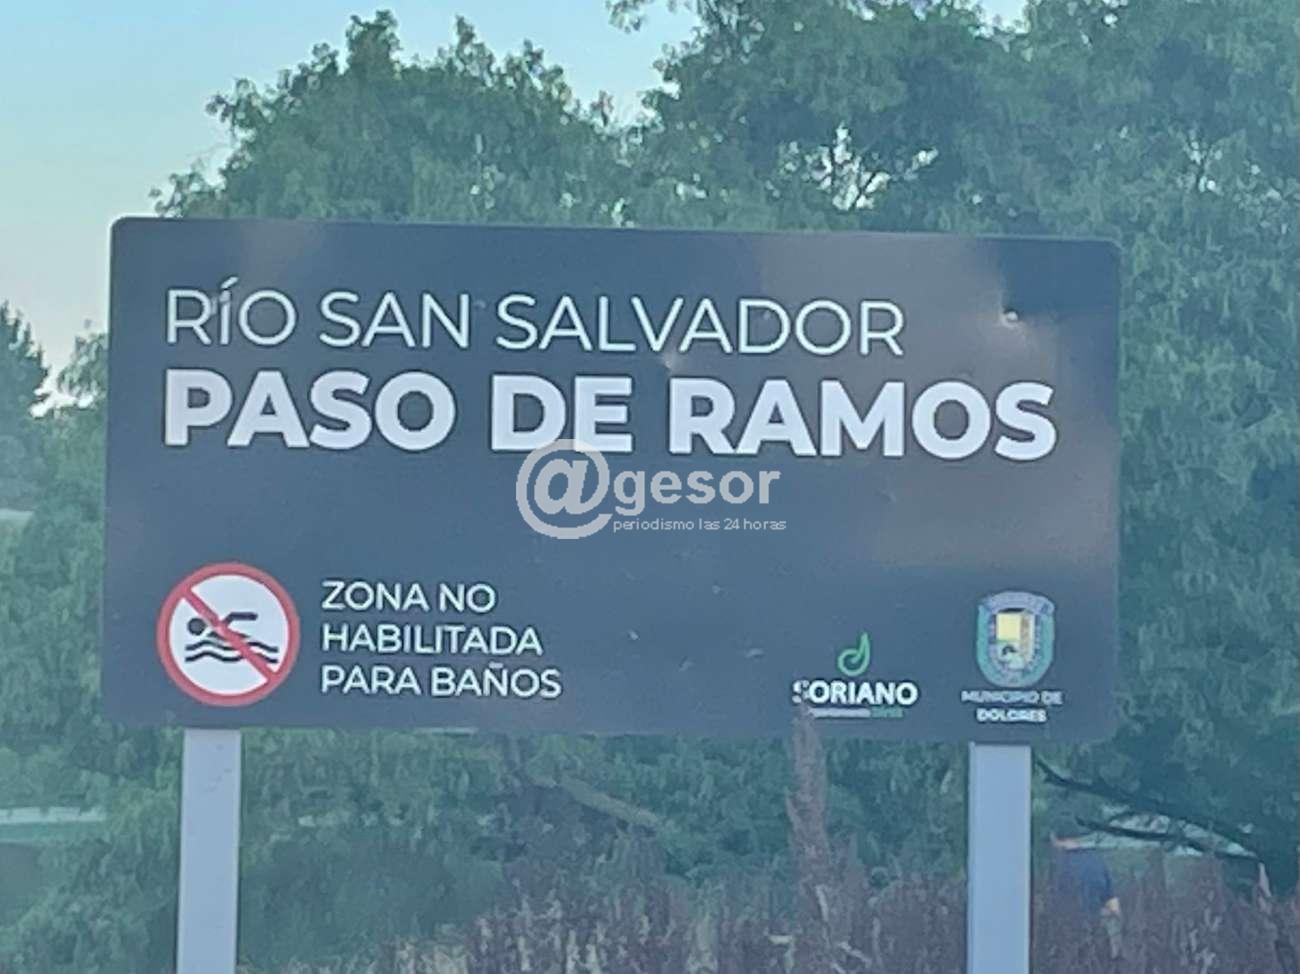 RÍO SAN SALVADOR
PASO DE RAMOS
@gesor
periodismo las 24 horas
ZONA NO
HABILITADA
PARA BAÑOS
SORIANO
MUNICIPIO DE
DOLORES